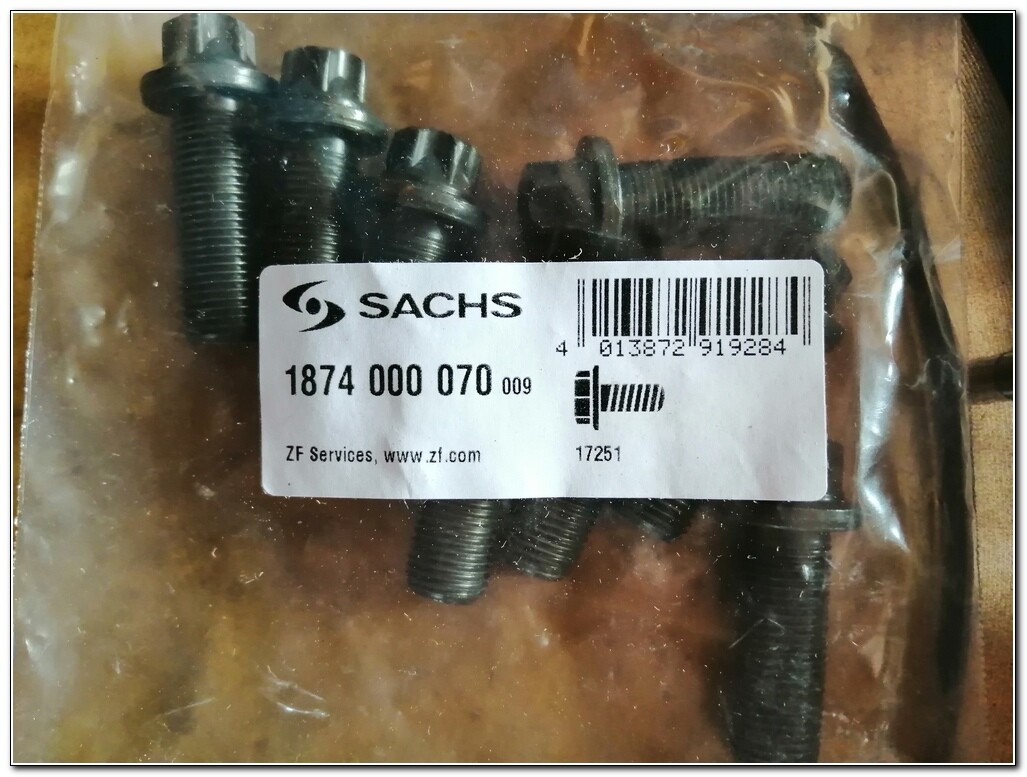 SACHS
4 013872 919284
1874 000 070 009
ZF Services, www.zf.com
17251